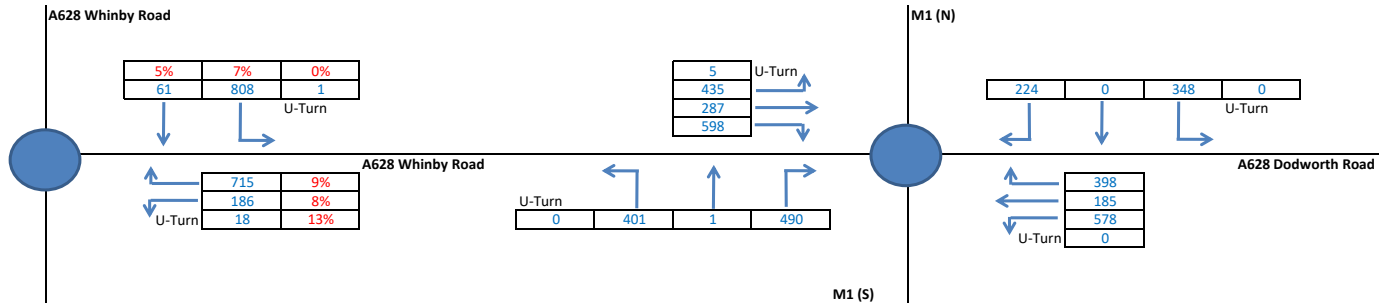 A628 Whinby Road
M1 (N)
5% 7% 0%
61 808 1
U-Turn
5 U-Turn
435
287
598
224 0 348 0
U-Turn
A628 Whinby Road
A628 Dodworth Road
715 9%
186 8%
U-Turn 18 13%
U-Turn
0 401 1 490
398
185
578
U-Turn 0
M1 (S)